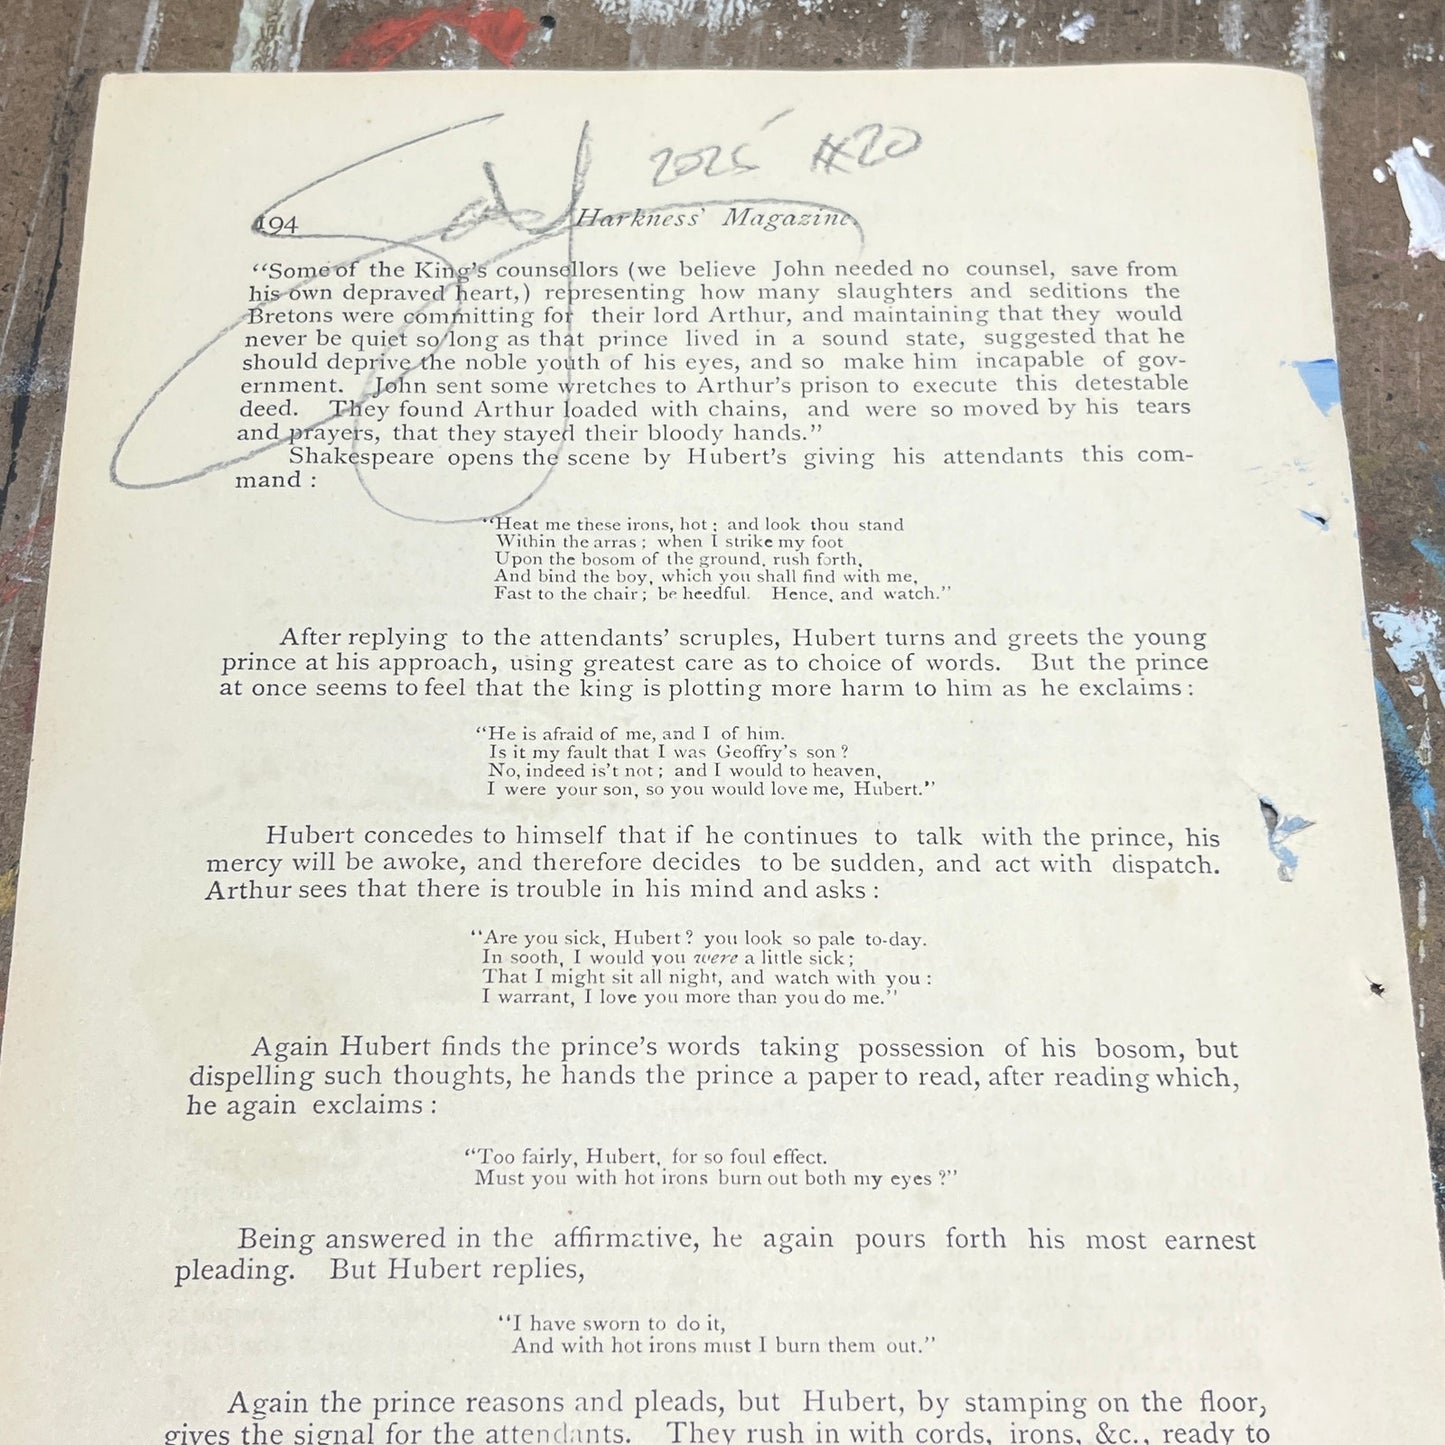 2025 #20
194 Harkness' Magazine.
“Some of the King's counsellors (we believe John needed no counsel, save from
his own depraved heart,) representing how many slaughters and seditions the
Bretons were committing for their lord Arthur, and maintaining that they would
never be quiet so long as that prince lived in a sound state, suggested that he
should deprive the noble youth of his eyes, and so make him incapable of gov-
ernment. John sent some wretches to Arthur's prison to execute this detestable
deed. They found Arthur loaded with chains, and were so moved by his tears
and prayers, that they stayed their bloody hands.”
Shakespeare opens the scene by Hubert's giving his attendants this com-
mand :
“Heat me these irons, hot ; and look thou stand
Within the arras ; when I strike my foot
Upon the bosom of the ground, rush forth,
And bind the boy, which you shall find with me,
Fast to the chair ; be heedful. Hence, and watch.”
After replying to the attendants' scruples, Hubert turns and greets the young
prince at his approach, using greatest care as to choice of words. But the prince
at once seems to feel that the king is plotting more harm to him as he exclaims :
“He is afraid of me, and I of him.
Is it my fault that I was Geoffry's son ?
No, indeed is't not ; and I would to heaven,
I were your son, so you would love me, Hubert.”
Hubert concedes to himself that if he continues to talk with the prince, his
mercy will be awoke, and therefore decides to be sudden, and act with dispatch.
Arthur sees that there is trouble in his mind and asks :
“Are you sick, Hubert ? you look so pale to-day.
In sooth, I would you were a little sick ;
That I might sit all night, and watch with you :
I warrant, I love you more than you do me.”
Again Hubert finds the prince's words taking possession of his bosom, but
dispelling such thoughts, he hands the prince a paper to read, after reading which,
he again exclaims :
“Too fairly, Hubert, for so foul effect.
Must you with hot irons burn out both my eyes ?”
Being answered in the affirmative, he again pours forth his most earnest
pleading. But Hubert replies,
“I have sworn to do it,
And with hot irons must I burn them out.”
Again the prince reasons and pleads, but Hubert, by stamping on the floor,
gives the signal for the attendants. They rush in with cords, irons, &c., ready to